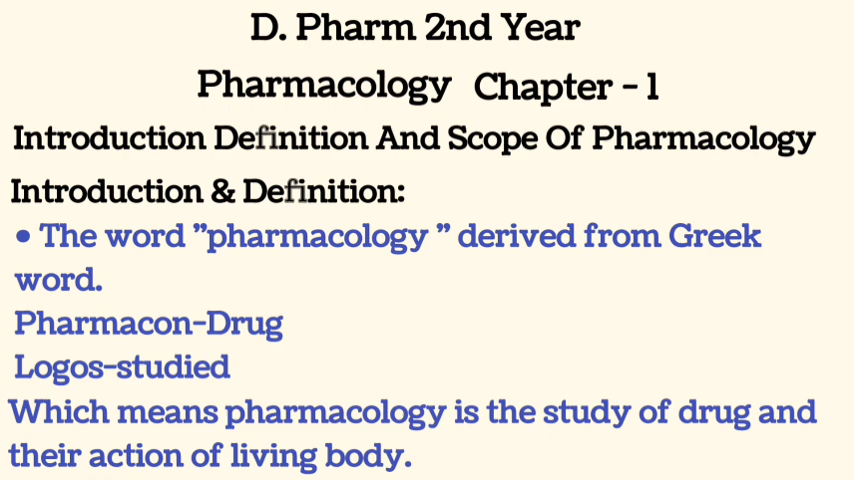 D. Pharm 2nd Year
Pharmacology Chapter - 1
Introduction Definition And Scope Of Pharmacology
Introduction & Definition:
• The word ”pharmacology ” derived from Greek
word.
Pharmacon-Drug
Logos-studied
Which means pharmacology is the study of drug and
their action of living body.